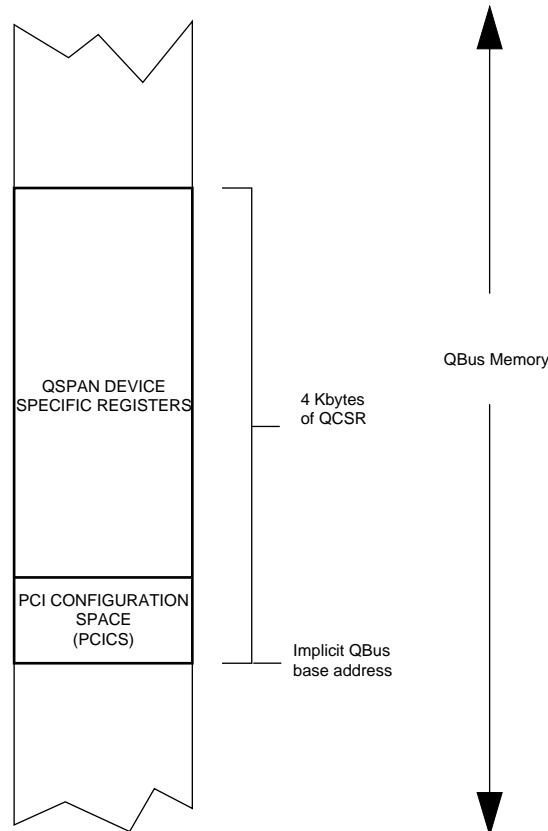 QBus Memory
QSPAN DEVICE
SPECIFIC REGISTERS
4 Kbytes
of QCSR
PCI CONFIGURATION
SPACE
(PCICS)
Implicit QBus
base address